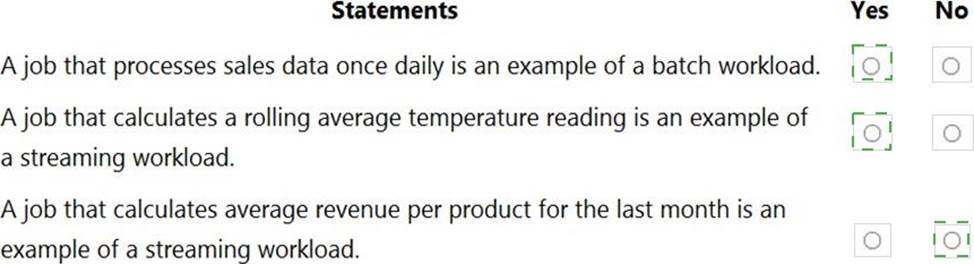 Statements Yes No
A job that processes sales data once daily is an example of a batch workload.
A job that calculates a rolling average temperature reading is an example of
a streaming workload.
A job that calculates average revenue per product for the last month is an
example of a streaming workload.